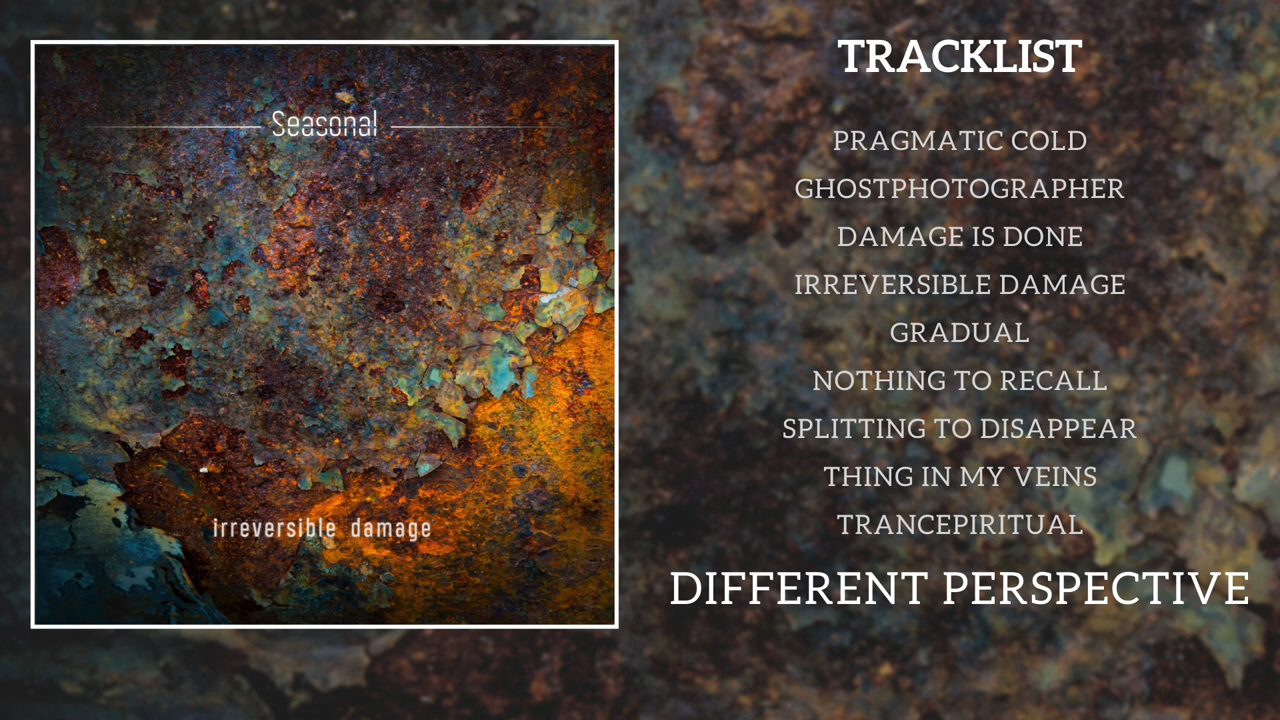 Seasonal
irreversible damage
TRACKLIST
PRAGMATIC COLD
GHOSTPHOTOGRAPHER
DAMAGE IS DONE
IRREVERSIBLE DAMAGE
GRADUAL
NOTHING TO RECALL
SPLITTING TO DISAPPEAR
THING IN MY VEINS
TRANCEPIRITUAL
DIFFERENT PERSPECTIVE